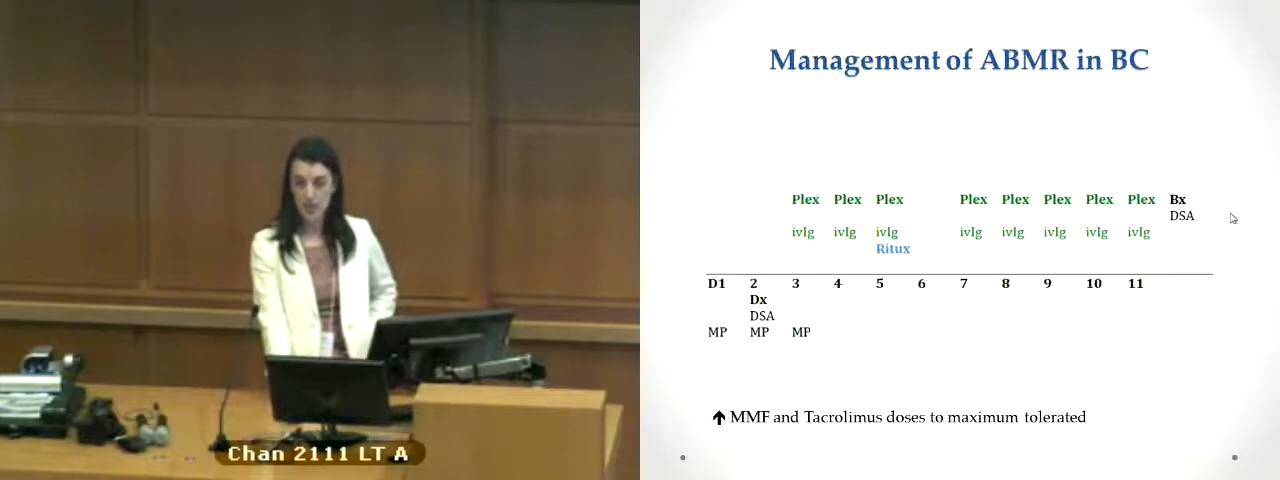 Management of ABMR in BC
Plex Plex Plex Plex Plex Plex Plex Plex Bx
DSA
ivIg ivIg ivIg ivIg ivIg ivIg ivIg ivIg
Ritux
D1 2 3 4 5 6 7 8 9 10 11
Dx
DSA
MP MP MP
↑ MMF and Tacrolimus doses to maximum tolerated
Chan 2111 LT A